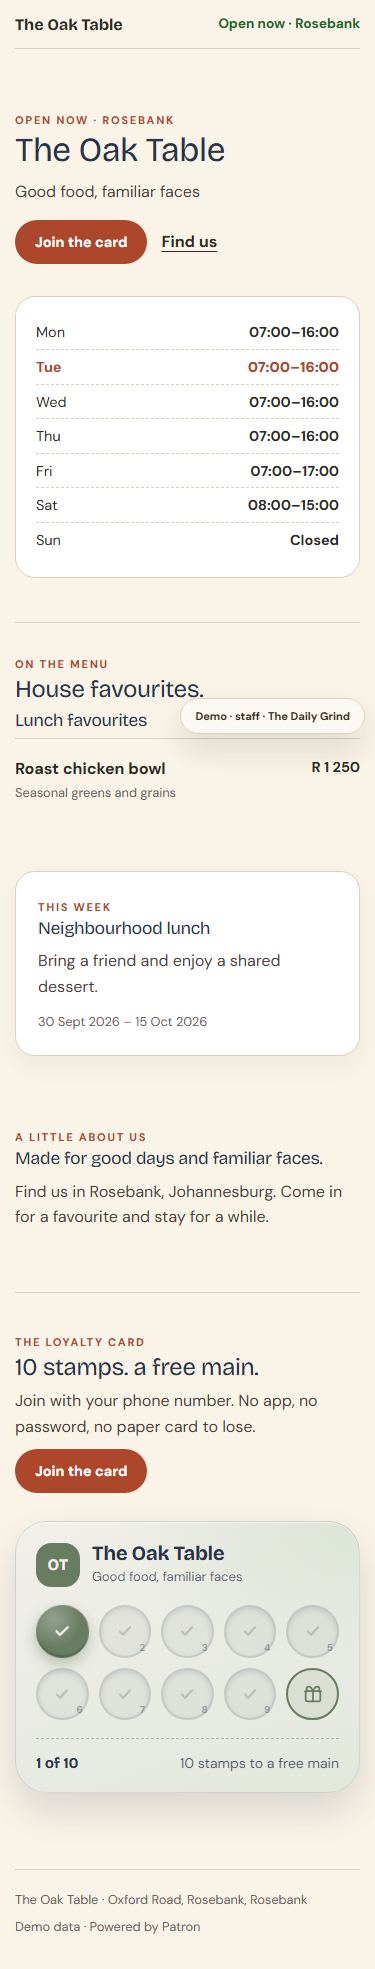 The Oak Table
Open now · Rosebank
OPEN NOW · ROSEBANK
The Oak Table
Good food, familiar faces
Join the card
Find us
Mon 07:00–16:00
Tue 07:00–16:00
Wed 07:00–16:00
Thu 07:00–16:00
Fri 07:00–17:00
Sat 08:00–15:00
Sun Closed
ON THE MENU
House favourites.
Lunch favourites
Demo · staff · The Daily Grind
Roast chicken bowl R 1 250
Seasonal greens and grains
THIS WEEK
Neighbourhood lunch
Bring a friend and enjoy a shared
dessert.
30 Sept 2026 – 15 Oct 2026
A LITTLE ABOUT US
Made for good days and familiar faces.
Find us in Rosebank, Johannesburg. Come in
for a favourite and stay for a while.
THE LOYALTY CARD
10 stamps. a free main.
Join with your phone number. No app, no
password, no paper card to lose.
Join the card
OT
The Oak Table
Good food, familiar faces
2 3 4 5
6 7 8 9
1 of 10
10 stamps to a free main
The Oak Table · Oxford Road, Rosebank, Rosebank
Demo data · Powered by Patron